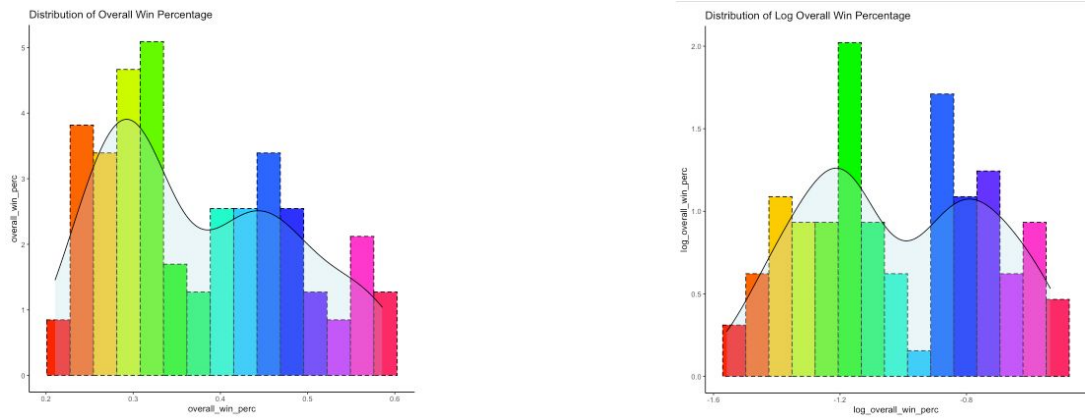 Distribution of Overall Win Percentage
5
4
3
2
1
0
overall_win_perc
0.2 0.3 0.4 0.5 0.6
overall_win_perc
Distribution of Log Overall Win Percentage
2.0
1.5
1.0
0.5
0.0
log_overall_win_perc
-1.6 -1.2 -0.8
log_overall_win_perc